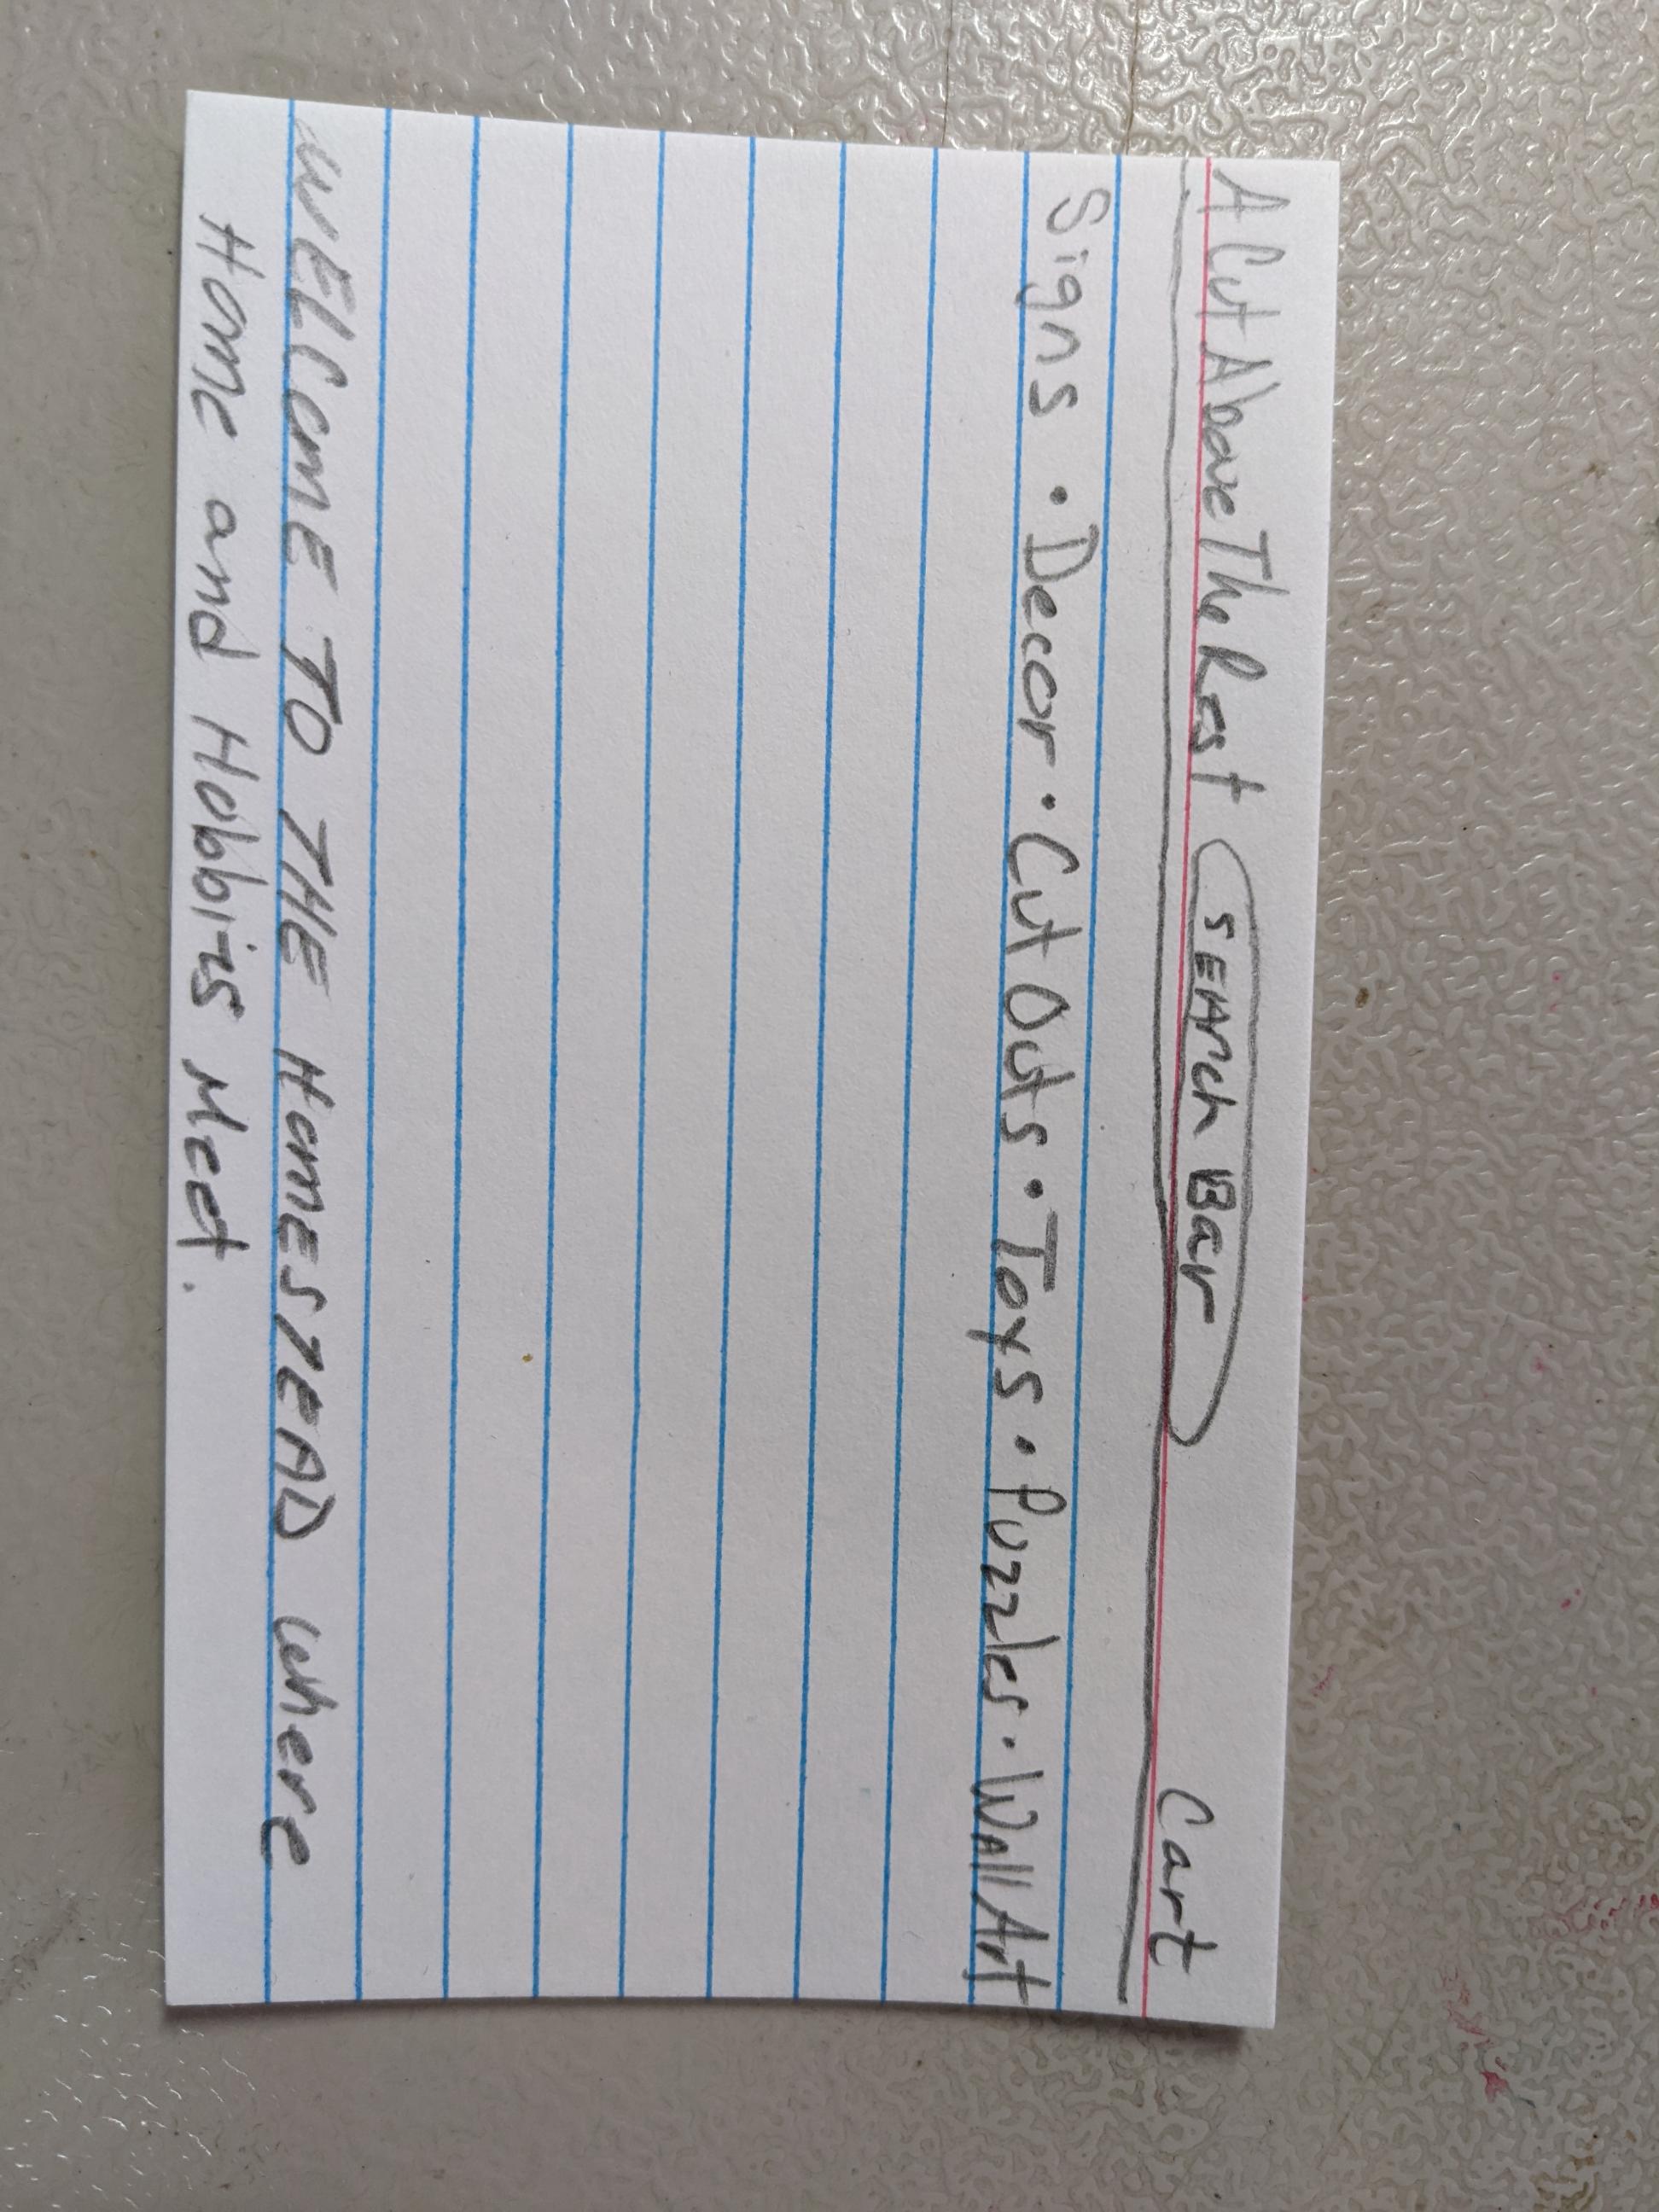 A Cut Above The Rest SEARch Bar Cart
Signs • Decor • Cut Outs • Toys • Puzzles • Wall Art
WELCOME TO THE HOMESTEAD where
Home and Hobbies Meet.